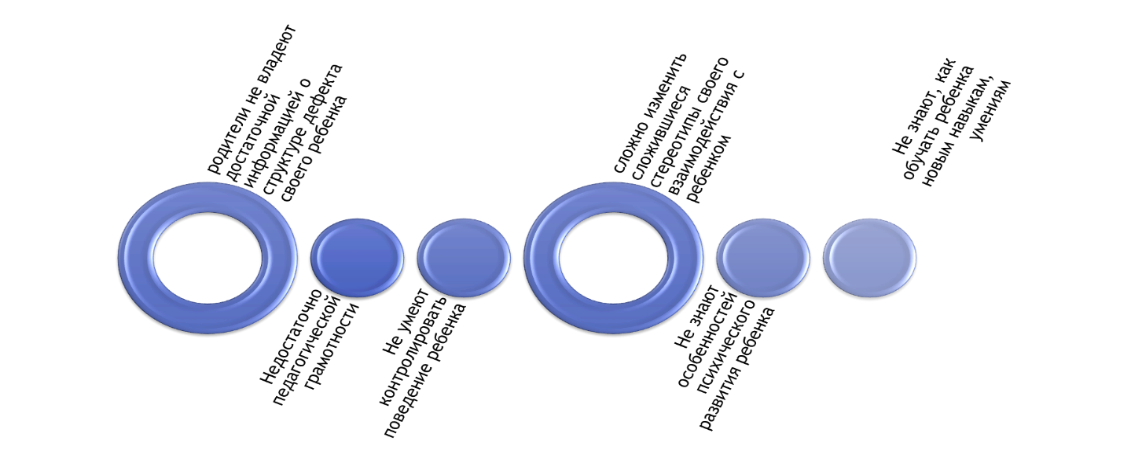 родители не владеют
достаточной
информацией о
структуре дефекта
своего ребенка
Недостаточно
педагогической
грамотности
Не умеют
контролировать
поведение ребенка
сложно изменить
сложившиеся
стереотипы своего
взаимодействия с
ребенком
Не знают
особенностей
психического
развития ребенка
Не знают, как
обучать ребенка
новым навыкам,
умениям